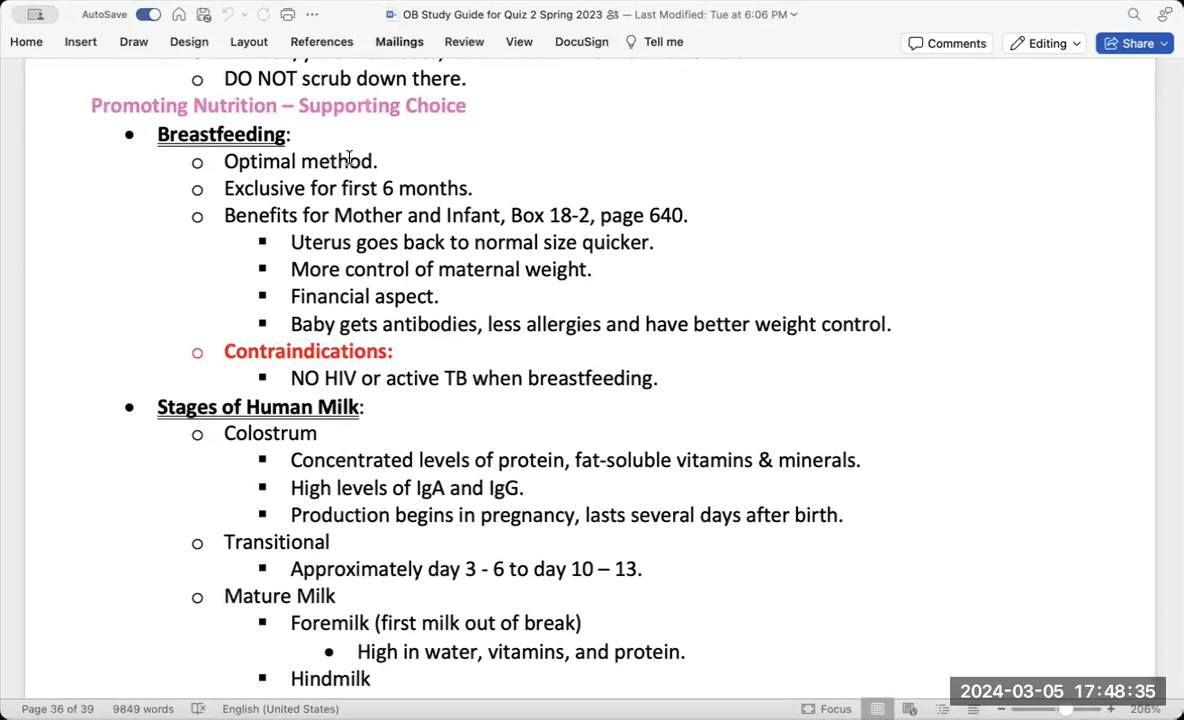 AutoSave
OB Study Guide for Quiz 2 Spring 2023 — Last Modified: Tue at 6:06 PM
Home Insert Draw Design Layout References Mailings Review View DocuSign Tell me Comments Editing Share
o DO NOT scrub down there.
Promoting Nutrition – Supporting Choice
• Breastfeeding:
o Optimal method.
o Exclusive for first 6 months.
o Benefits for Mother and Infant, Box 18-2, page 640.
▪ Uterus goes back to normal size quicker.
▪ More control of maternal weight.
▪ Financial aspect.
▪ Baby gets antibodies, less allergies and have better weight control.
o Contraindications:
▪ NO HIV or active TB when breastfeeding.
• Stages of Human Milk:
o Colostrum
▪ Concentrated levels of protein, fat-soluble vitamins & minerals.
▪ High levels of IgA and IgG.
▪ Production begins in pregnancy, lasts several days after birth.
o Transitional
▪ Approximately day 3 - 6 to day 10 – 13.
o Mature Milk
▪ Foremilk (first milk out of break)
• High in water, vitamins, and protein.
▪ Hindmilk
2024-03-05 17:48:35
Page 36 of 39 9849 words English (United States) Focus 206%